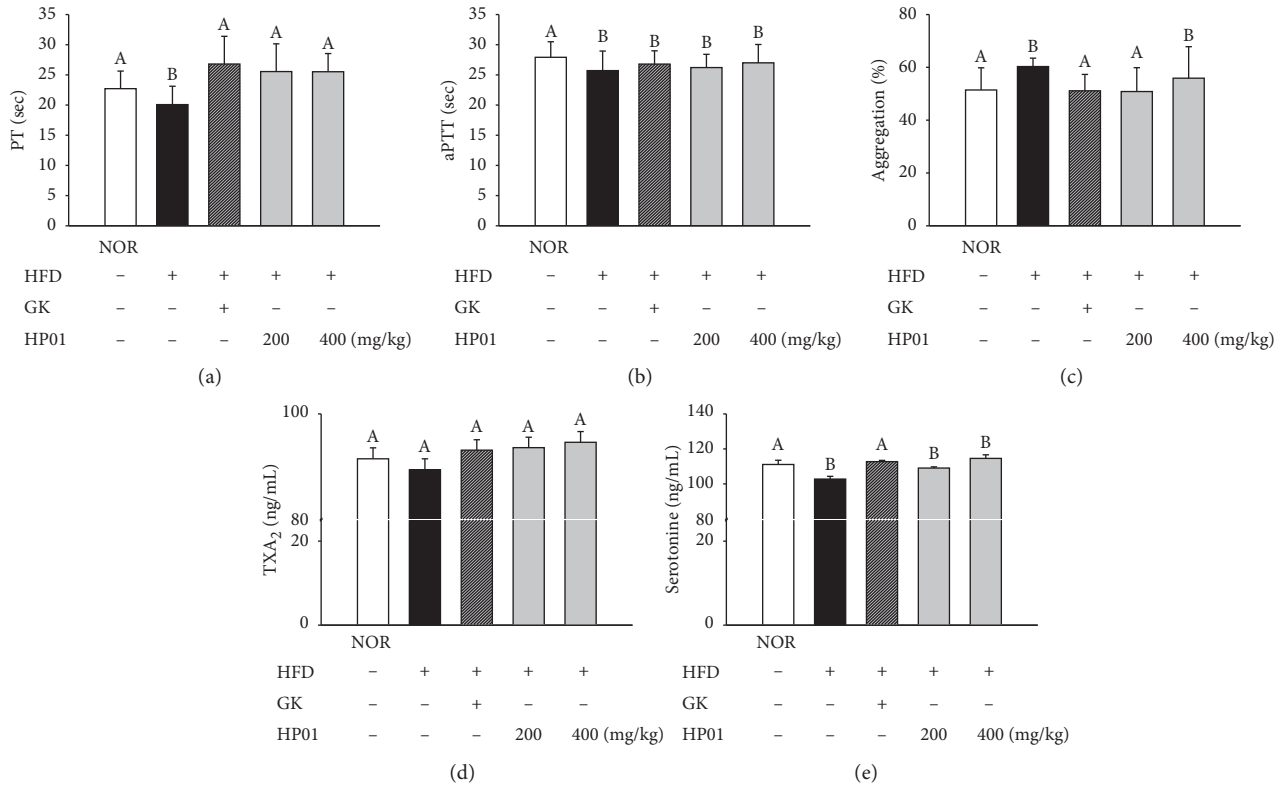 35
30
25
20
15
10
5
0
PT (sec)
A
B
A
A
A
NOR
HFD – + + + +
GK – – + – –
HP01 – – – 200 400 (mg/kg)
(a)
35
30
25
20
15
10
5
0
aPTT (sec)
A
B
B
B
B
NOR
HFD – + + + +
GK – – + – –
HP01 – – – 200 400 (mg/kg)
(b)
80
60
40
20
0
Aggregation (%)
A
B
A
A
B
NOR
HFD – + + + +
GK – – + – –
HP01 – – – 200 400 (mg/kg)
(c)
100
80
20
0
TXA2 (ng/mL)
A
A
A
A
A
NOR
HFD – + + + +
GK – – + – –
HP01 – – – 200 400 (mg/kg)
(d)
140
120
100
80
20
0
Serotonine (ng/mL)
A
B
A
B
B
NOR
HFD – + + + +
GK – – + – –
HP01 – – – 200 400 (mg/kg)
(e)